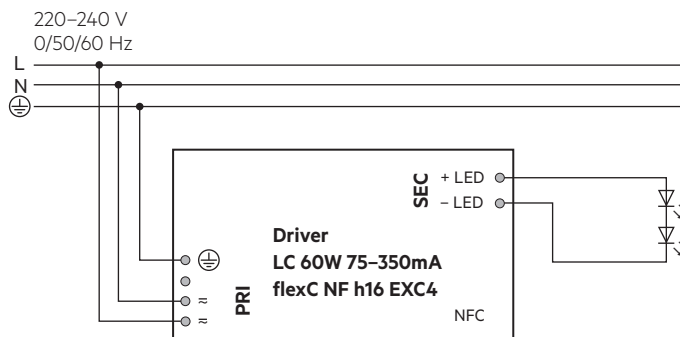 220–240 V
0/50/60 Hz
L
N
SEC
+ LED
– LED
Driver
LC 60W 75–350mA
flexC NF h16 EXC4
PRI
≂
≂
NFC